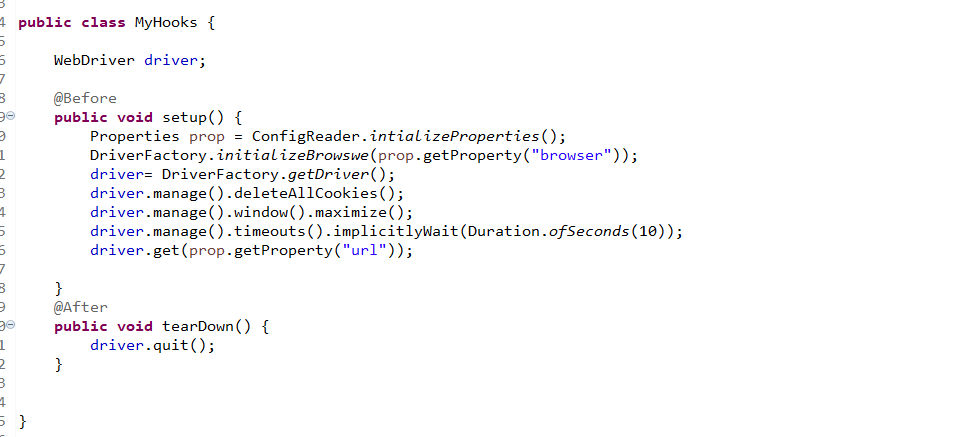 public class MyHooks {
WebDriver driver;
@Before
public void setup() {
Properties prop = ConfigReader.intializeProperties();
DriverFactory.initializeBrowswe(prop.getProperty("browser"));
driver= DriverFactory.getDriver();
driver.manage().deleteAllCookies();
driver.manage().window().maximize();
driver.manage().timeouts().implicitlyWait(Duration.ofSeconds(10));
driver.get(prop.getProperty("url"));
}
@After
public void tearDown() {
driver.quit();
}
}